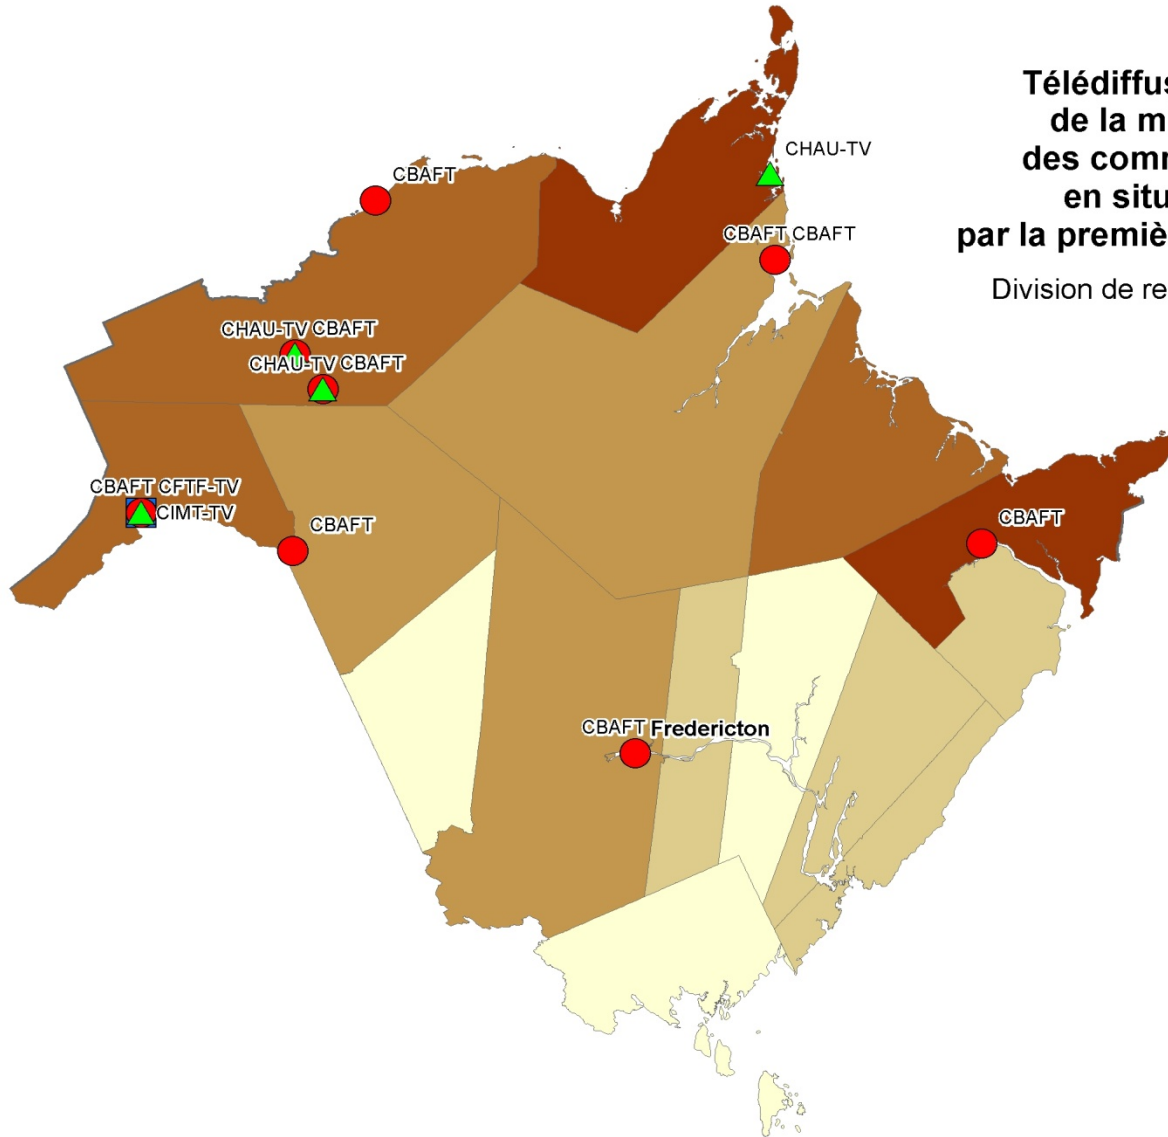 Télédiffus
de la m
des comm
en situ
par la premiè
Division de re
CHAU-TV
CBAFT
CBAFT CBAFT
CHAU-TV CBAFT
CHAU-TV CBAFT
CBAFT CFTF-TV
CIMT-TV
CBAFT
CBAFT
CBAFT Fredericton